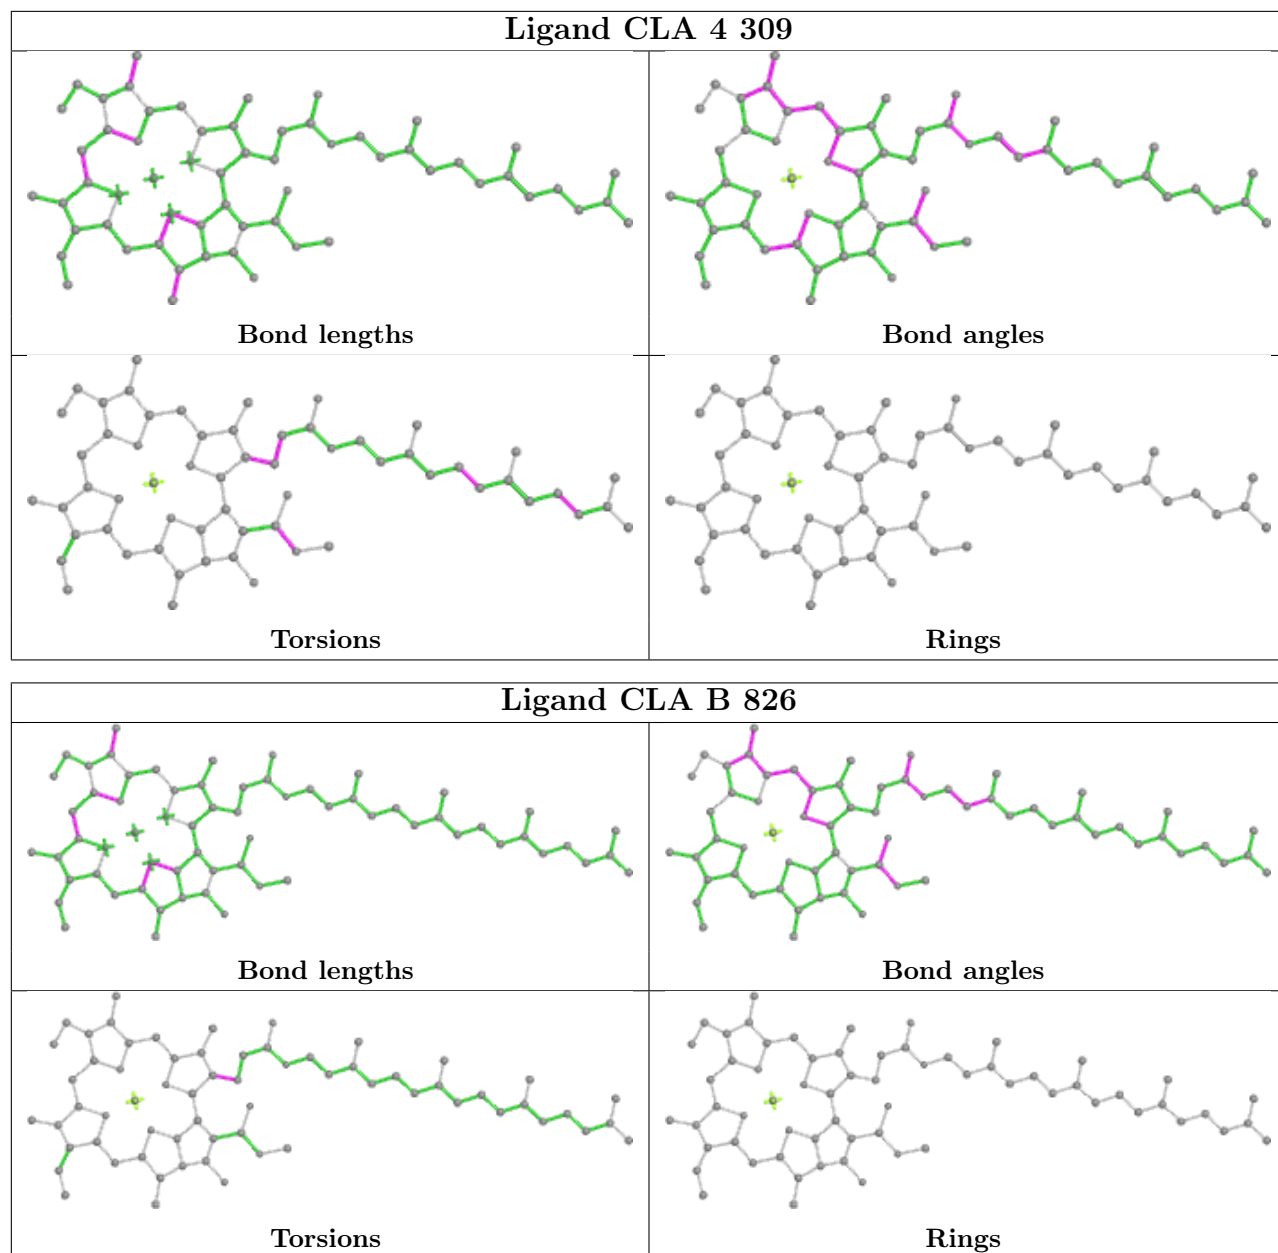 Ligand CLA 4 309
Bond lengths
Bond angles
Torsions
Rings
Ligand CLA B 826
Bond lengths
Bond angles
Torsions
Rings